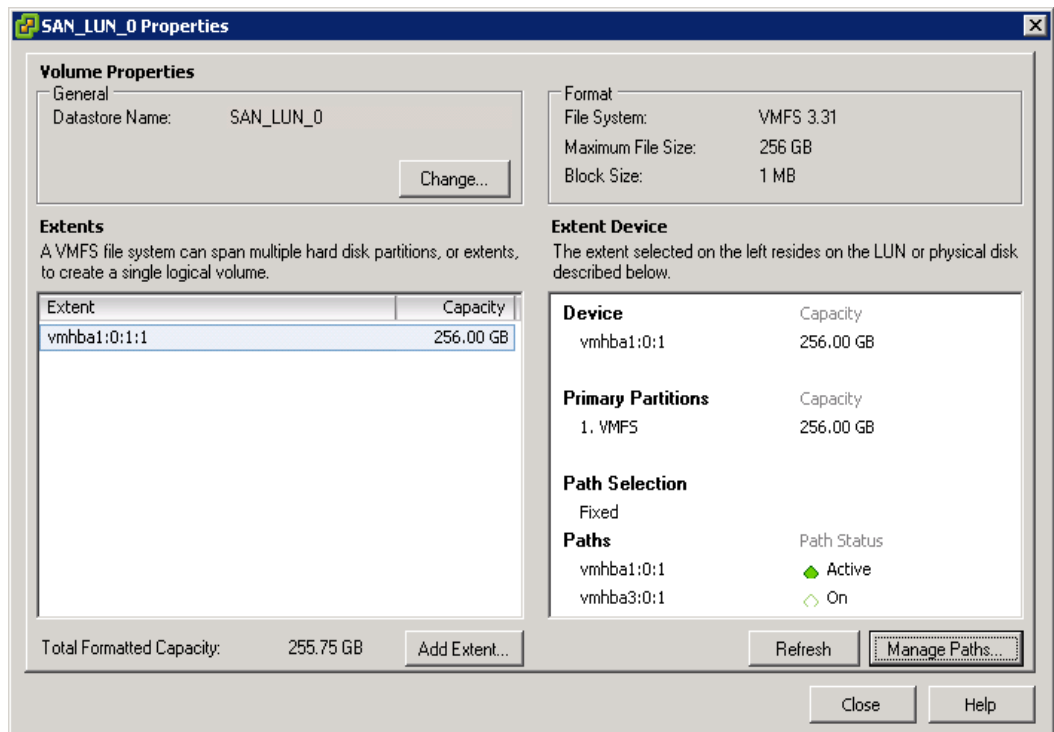 SAN_LUN_0 Properties
Volume Properties
General
Datastore Name: SAN_LUN_0
Change...
Format
File System: VMFS 3.31
Maximum File Size: 256 GB
Block Size: 1 MB
Extents
A VMFS file system can span multiple hard disk partitions, or extents,
to create a single logical volume.
Extent Capacity
vmhba1:0:1:1 256.00 GB
Total Formatted Capacity: 255.75 GB
Add Extent...
Extent Device
The extent selected on the left resides on the LUN or physical disk
described below.
Device Capacity
vmhba1:0:1 256.00 GB
Primary Partitions Capacity
1. VMFS 256.00 GB
Path Selection
Fixed
Paths Path Status
vmhba1:0:1 Active
vmhba3:0:1 On
Refresh
Manage Paths...
Close
Help